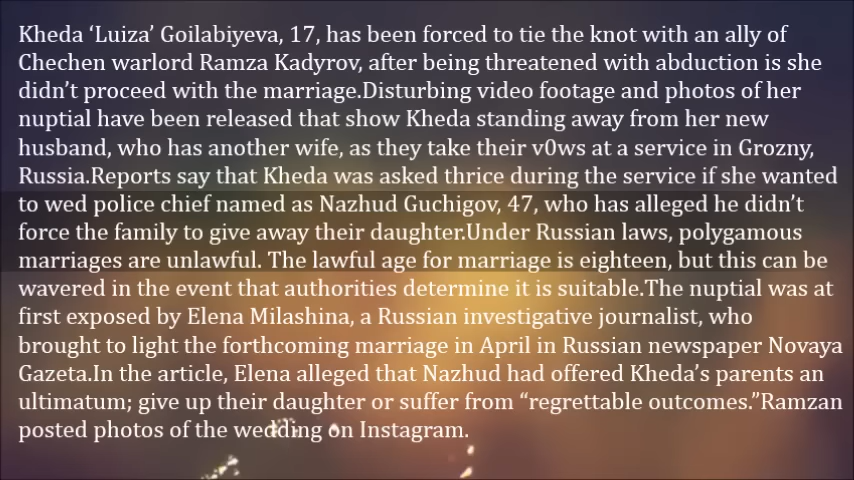 Kheda ‘Luiza’ Goilabiyeva, 17, has been forced to tie the knot with an ally of
Chechen warlord Ramza Kadyrov, after being threatened with abduction is she
didn’t proceed with the marriage.Disturbing video footage and photos of her
nuptial have been released that show Kheda standing away from her new
husband, who has another wife, as they take their v0ws at a service in Grozny,
Russia.Reports say that Kheda was asked thrice during the service if she wanted
to wed police chief named as Nazhud Guchigov, 47, who has alleged he didn’t
force the family to give away their daughter.Under Russian laws, polygamous
marriages are unlawful. The lawful age for marriage is eighteen, but this can be
wavered in the event that authorities determine it is suitable.The nuptial was at
first exposed by Elena Milashina, a Russian investigative journalist, who
brought to light the forthcoming marriage in April in Russian newspaper Novaya
Gazeta.In the article, Elena alleged that Nazhud had offered Kheda’s parents an
ultimatum; give up their daughter or suffer from “regrettable outcomes.”Ramzan
posted photos of the wedding on Instagram.